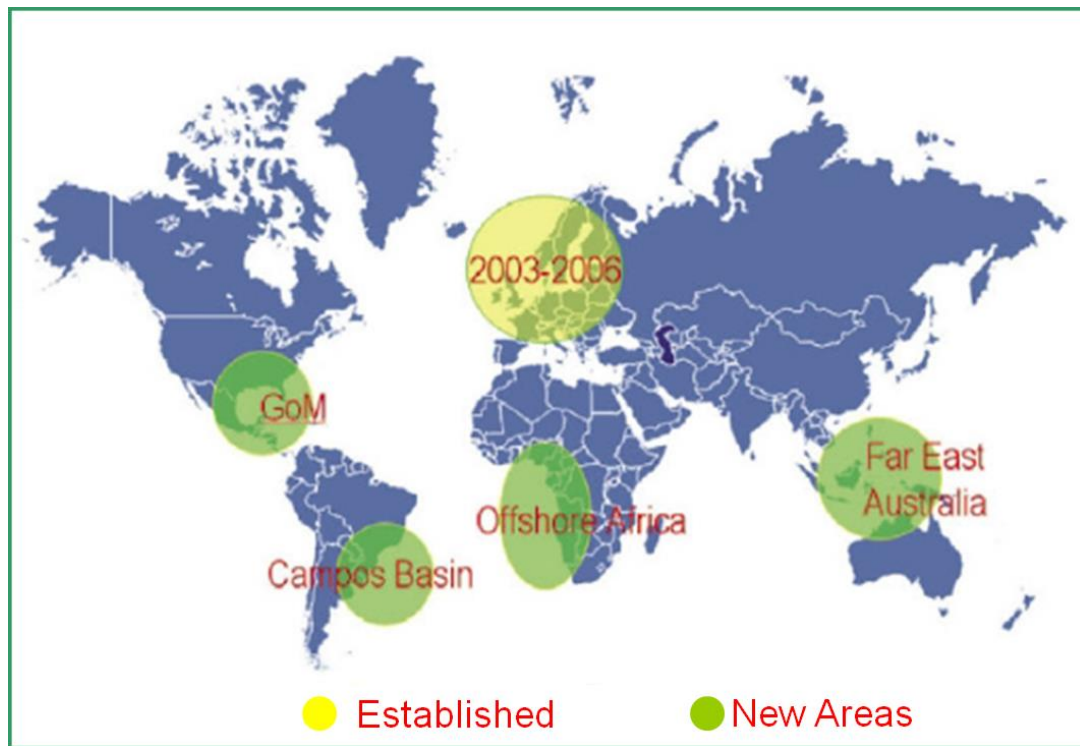 2003-2006
GoM
Far East
Australia
Offshore Africa
Campos Basin
Established
New Areas